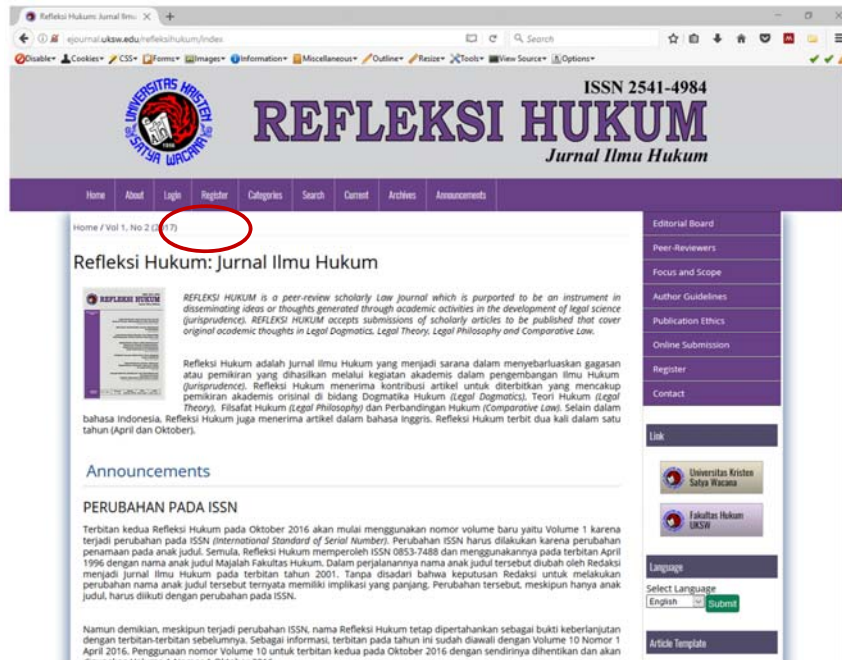 Refleksi Hukum: Jurnal Ilmu
ejournal.uksw.edu/refleksihukum/index
Search
Disable Cookies CSS Forms Images Information Miscellaneous Outline Resize Tools View Source Options
UNIVERSITAS KRISTEN SATYA WACANA
1956
ISSN 2541-4984
REFLEKSI HUKUM
Jurnal Ilmu Hukum
Home About Login Register Categories Search Current Archives Announcements
Home / Vol 1, No 2 (2017)
Refleksi Hukum: Jurnal Ilmu Hukum
REFLEKSI HUKUM
REFLEKSI HUKUM is a peer-review scholarly Law Journal which is purported to be an instrument in
disseminating ideas or thoughts generated through academic activities in the development of legal science
(jurisprudence). REFLEKSI HUKUM accepts submissions of scholarly articles to be published that cover
original academic thoughts in Legal Dogmatics, Legal Theory, Legal Philosophy and Comparative Law.
Refleksi Hukum adalah Jurnal Ilmu Hukum yang menjadi sarana dalam menyebarluaskan gagasan
atau pemikiran yang dihasilkan melalui kegiatan akademis dalam pengembangan Ilmu Hukum
(Jurisprudence). Refleksi Hukum menerima kontribusi artikel untuk diterbitkan yang mencakup
pemikiran akademis orisinal di bidang Dogmatika Hukum (Legal Dogmatics), Teori Hukum (Legal
Theory), Filsafat Hukum (Legal Philosophy) dan Perbandingan Hukum (Comparative Law). Selain dalam
bahasa Indonesia, Refleksi Hukum juga menerima artikel dalam bahasa Inggris. Refleksi Hukum terbit dua kali dalam satu
tahun (April dan Oktober).
Announcements
PERUBAHAN PADA ISSN
Terbitan kedua Refleksi Hukum pada Oktober 2016 akan mulai menggunakan nomor volume baru yaitu Volume 1 karena
terjadi perubahan pada ISSN (International Standard of Serial Number). Perubahan ISSN harus dilakukan karena perubahan
penamaan pada anak judul. Semula, Refleksi Hukum memperoleh ISSN 0853-7488 dan menggunakannya pada terbitan April
1996 dengan nama anak judul Majalah Fakultas Hukum. Dalam perjalanannya nama anak judul tersebut diubah oleh Redaksi
menjadi Jurnal Ilmu Hukum pada terbitan tahun 2001. Tanpa disadari bahwa keputusan Redaksi untuk melakukan
perubahan nama anak judul tersebut ternyata memiliki implikasi yang panjang. Perubahan tersebut, meskipun hanya anak
judul, harus diikuti dengan perubahan pada ISSN.
Namun demikian, meskipun terjadi perubahan ISSN, nama Refleksi Hukum tetap dipertahankan sebagai bukti keberlanjutan
dengan terbitan-terbitan sebelumnya. Sebagai informasi, terbitan pada tahun ini sudah diawali dengan Volume 10 Nomor 1
April 2016. Penggunaan nomor Volume 10 untuk terbitan kedua pada Oktober 2016 dengan sendirinya dihentikan dan akan
Editorial Board
Peer-Reviewers
Focus and Scope
Author Guidelines
Publication Ethics
Online Submission
Register
Contact
Link
Universitas Kristen
Satya Wacana
Fakultas Hukum
UKSW
Language
Select Language
English Submit
Article Template